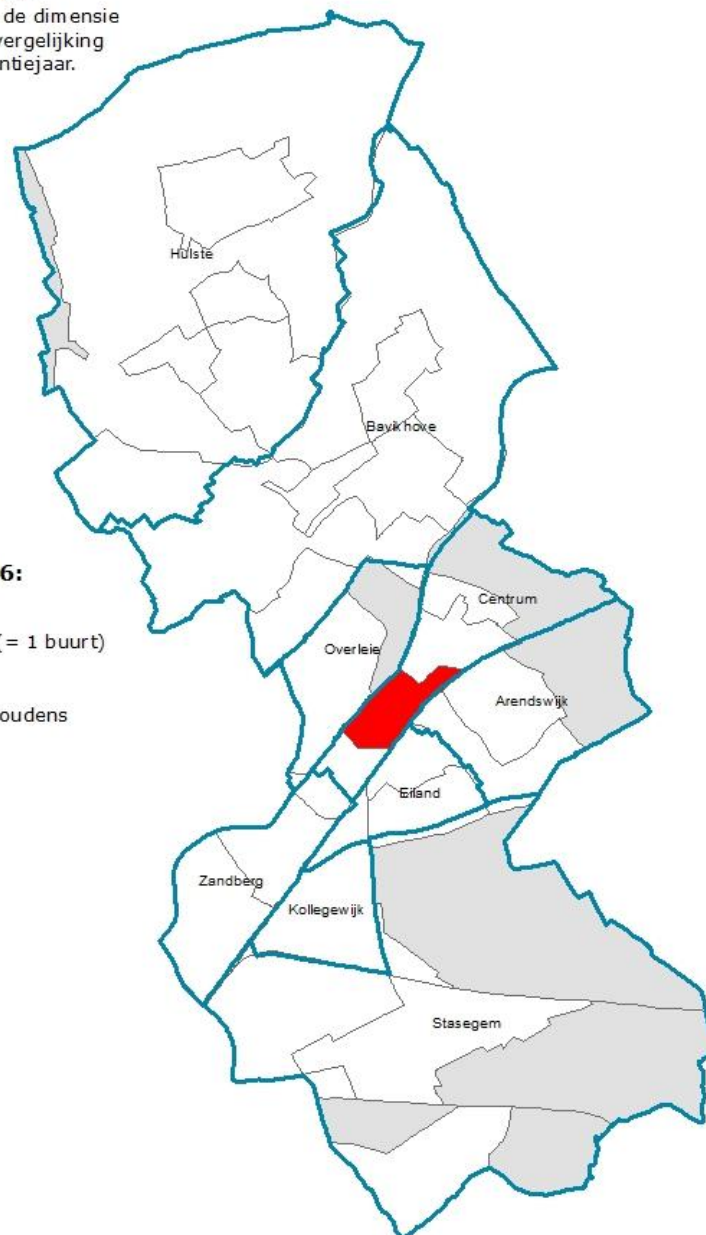 de dimensie
vergelijking
ntiejaar.
Hulste
Bavikhove
6:
Centrum
(= 1 buurt)
Overleie
Arendswijk
oudens
Eiland
Zandberg
Kollegewijk
Stasegem